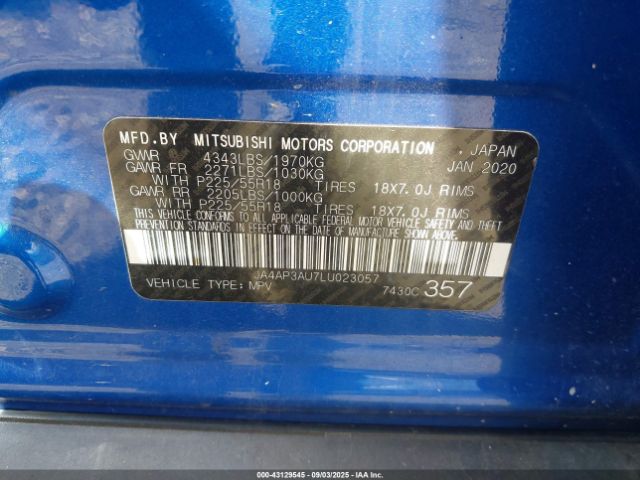 MFD.BY MITSUBISHI MOTORS CORPORATION . JAPAN
GVWR 4343LBS/1970KG JAN 2020
GAWR FR 2271LBS/1030KG
WITH P225/55R18 TIRES 18X7.0J RIMS
GAWR RR 2205LBS/1000KG
WITH P225/55R18 TIRES 18X7.0J RIMS
THIS VEHICLE CONFORMS TO ALL APPLICABLE FEDERAL MOTOR VEHICLE SAFETY AND
THEFT PREVENTION STANDARDS IN EFFECT ON THE DATE OF MANUFACTURE SHOWN ABOVE.
JA4AP3AU7LU023057
VEHICLE TYPE: MPV 7430C 357
000-43129545 - 09/03/2025 - IAAI.COM